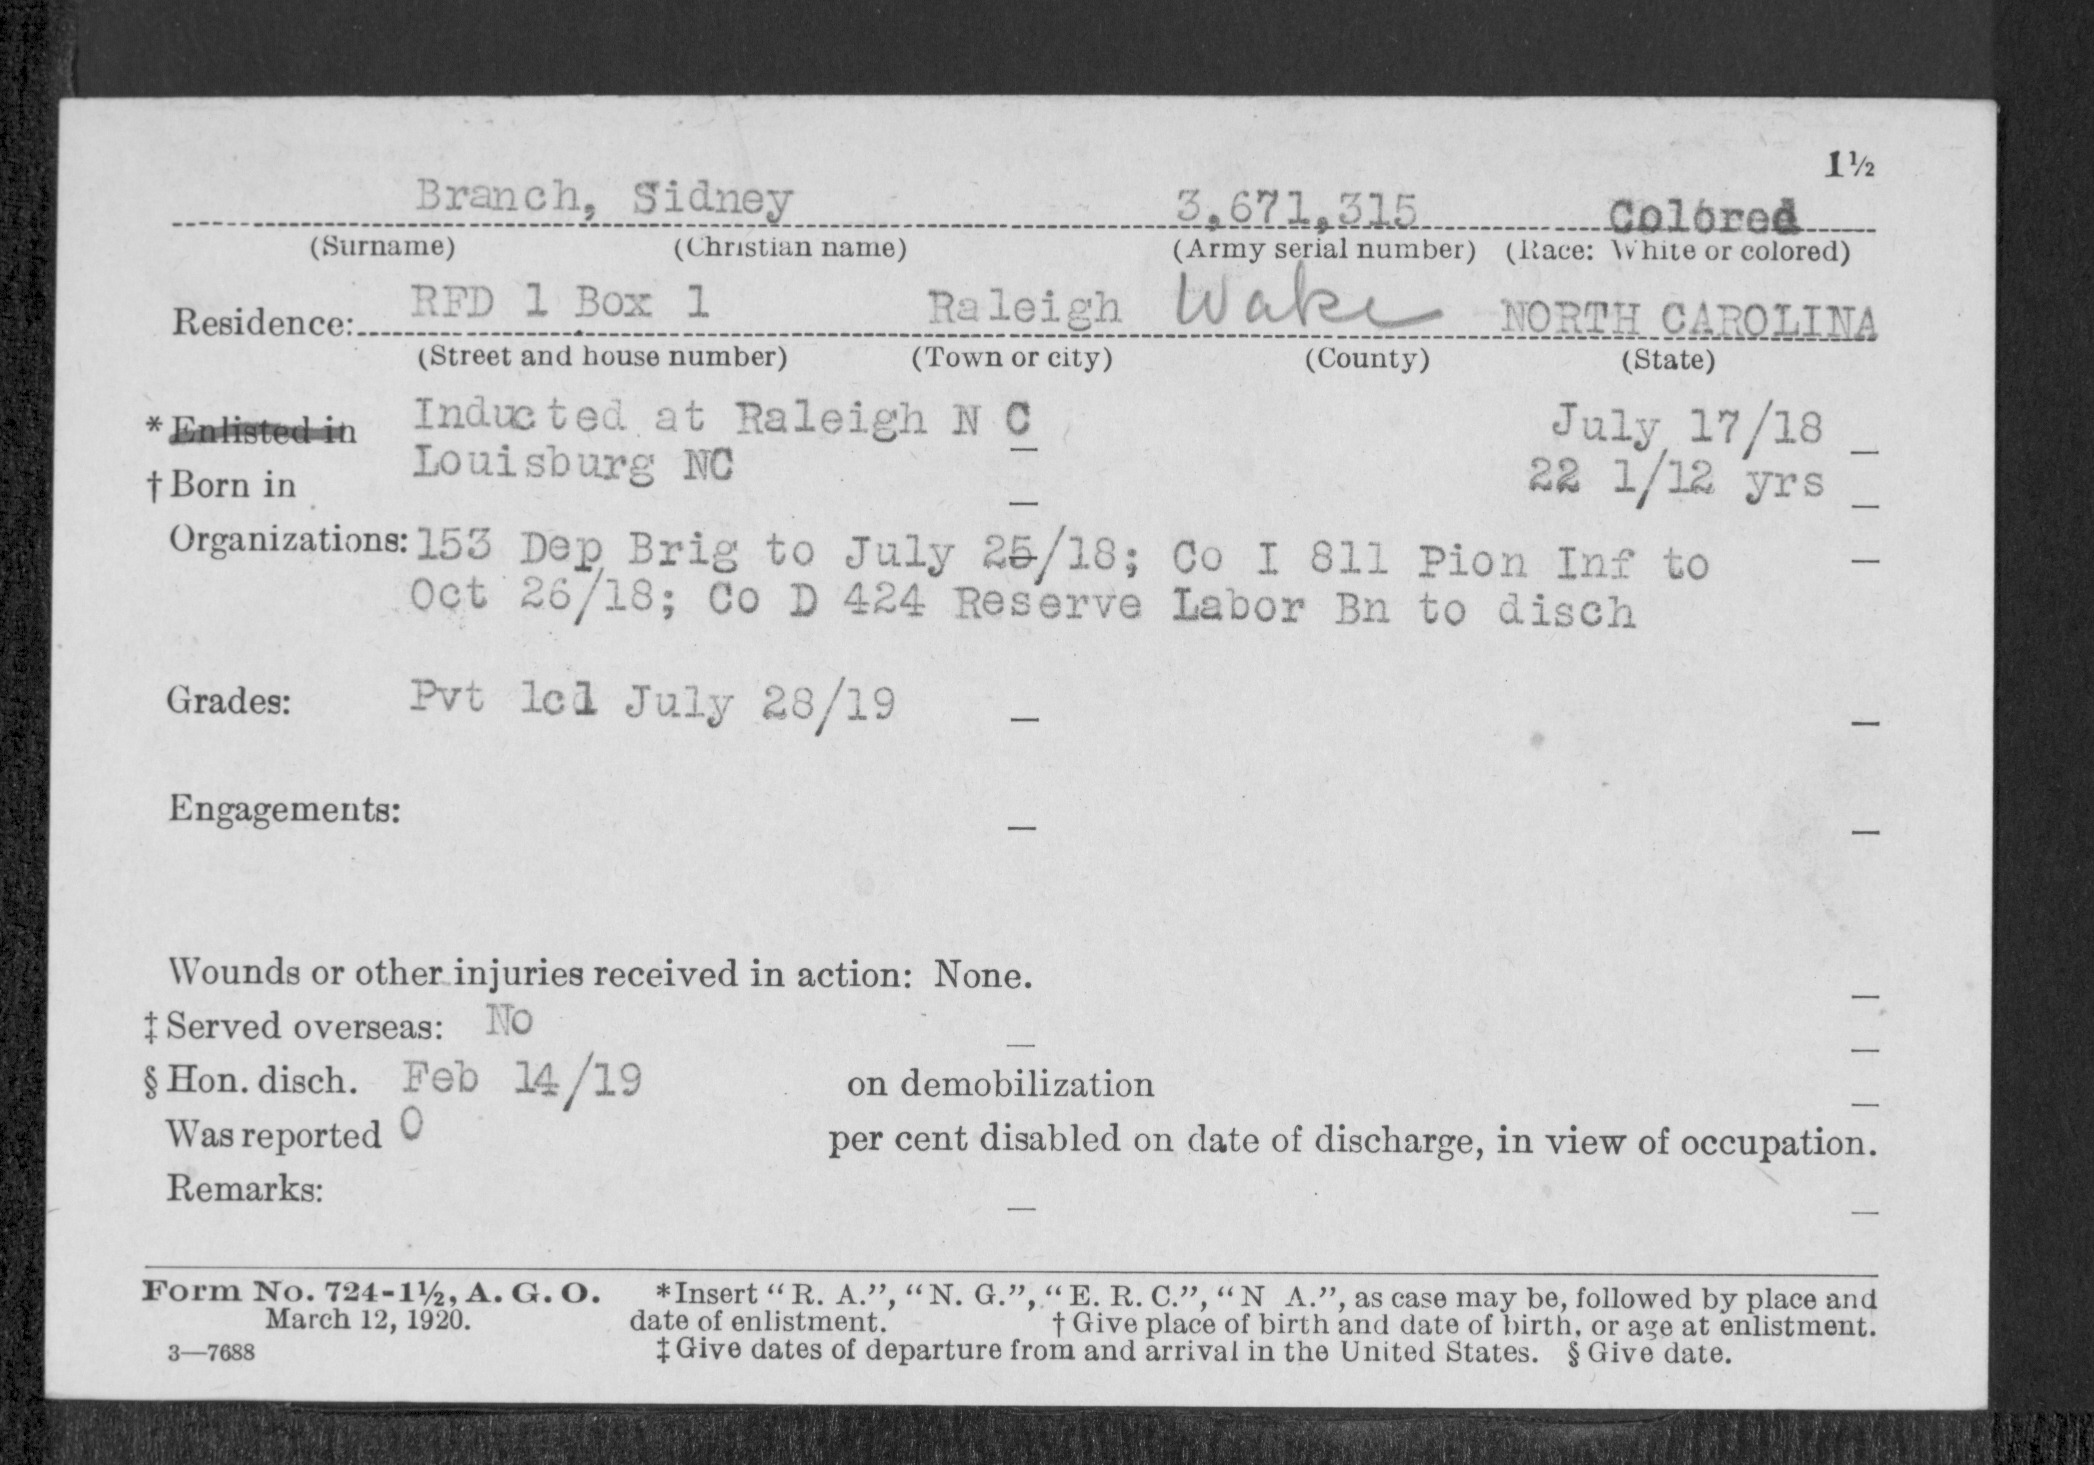 1½
Branch, Sidney 3,671,315 Colored
(Surname) (Christian name) (Army serial number) (Race: White or colored)
Residence: RFD 1 Box 1 Raleigh Wake NORTH CAROLINA
(Street and house number) (Town or city) (County) (State)
* Enlisted in Inducted at Raleigh N C July 17/18
† Born in Louisburg NC 22 1/12 yrs
Organizations: 153 Dep Brig to July 25/18; Co I 811 Pion Inf to
Oct 26/18; Co D 424 Reserve Labor Bn to disch
Grades: Pvt 1cl July 28/19
Engagements:
Wounds or other injuries received in action: None.
‡ Served overseas: No
§ Hon. disch. Feb 14/19 on demobilization
Was reported 0 per cent disabled on date of discharge, in view of occupation.
Remarks:
Form No. 724-1½, A. G. O. *Insert “R. A.”, “N. G.”, “E. R. C.”, “N A.”, as case may be, followed by place and
March 12, 1920. date of enlistment. † Give place of birth and date of birth, or age at enlistment.
3—7688 ‡ Give dates of departure from and arrival in the United States. § Give date.